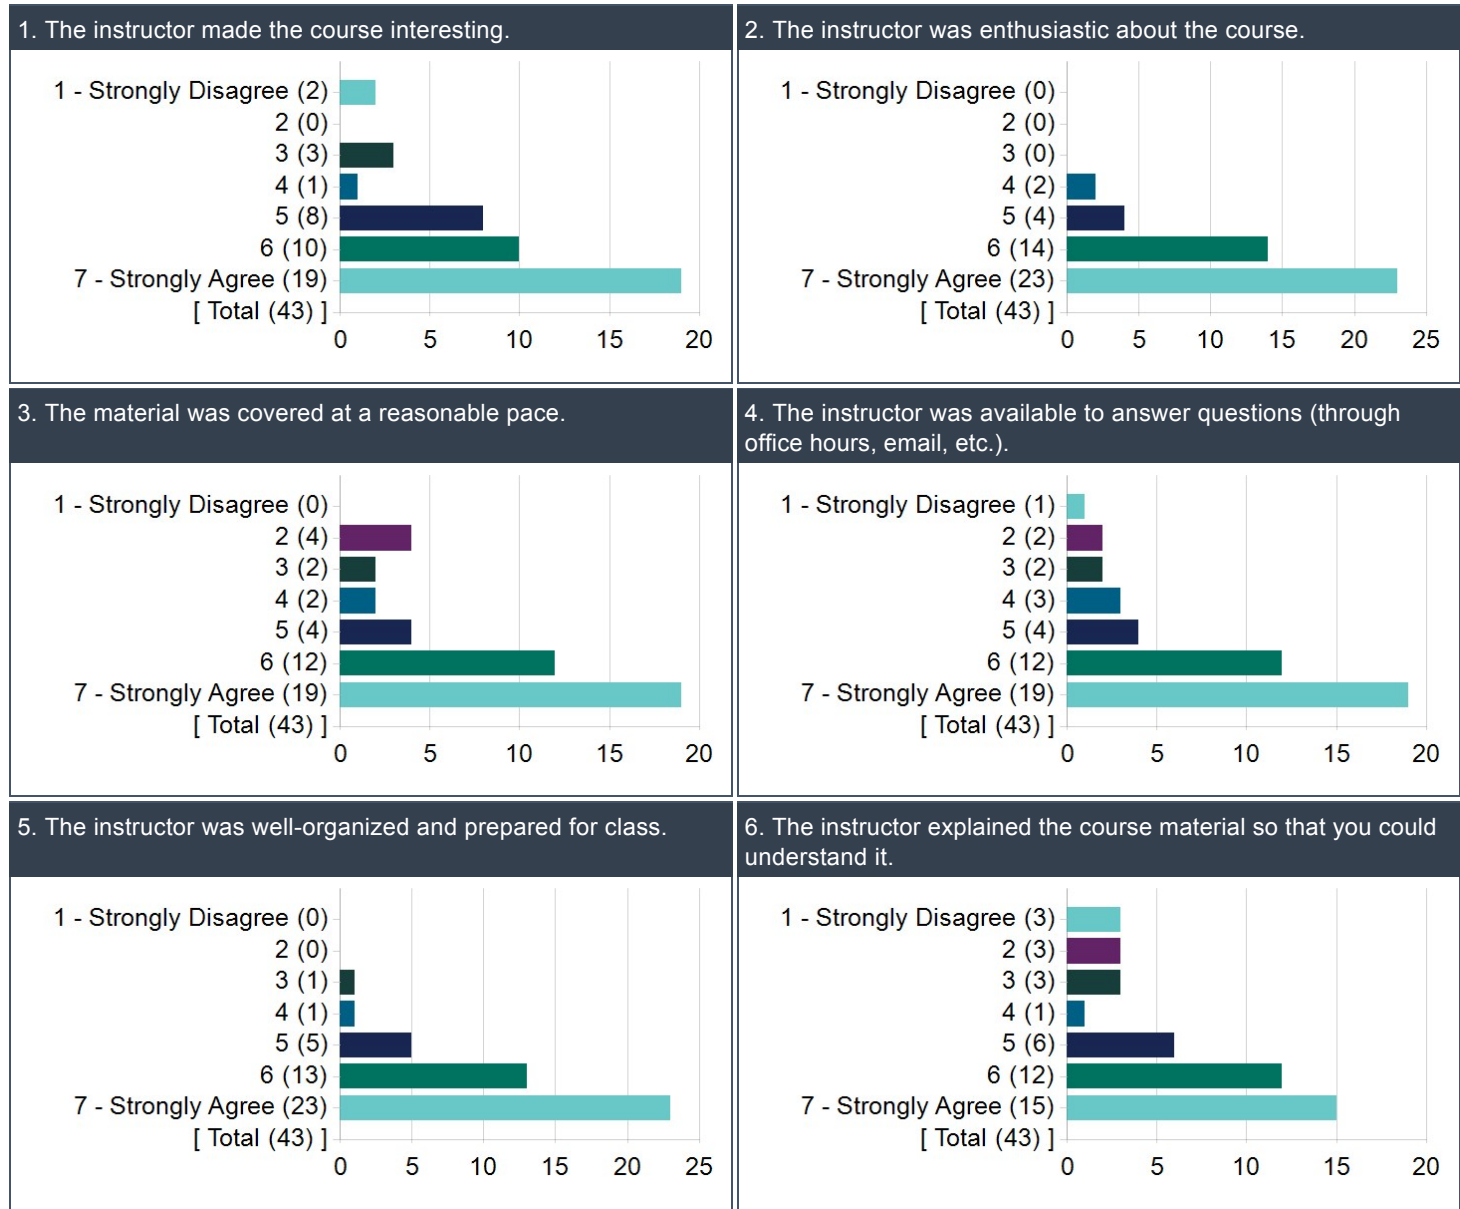 1. The instructor made the course interesting.
1 - Strongly Disagree (2)
2 (0)
3 (3)
4 (1)
5 (8)
6 (10)
7 - Strongly Agree (19)
[ Total (43) ]
0 5 10 15 20
2. The instructor was enthusiastic about the course.
1 - Strongly Disagree (0)
2 (0)
3 (0)
4 (2)
5 (4)
6 (14)
7 - Strongly Agree (23)
[ Total (43) ]
0 5 10 15 20 25
3. The material was covered at a reasonable pace.
1 - Strongly Disagree (0)
2 (4)
3 (2)
4 (2)
5 (4)
6 (12)
7 - Strongly Agree (19)
[ Total (43) ]
0 5 10 15 20
4. The instructor was available to answer questions (through
office hours, email, etc.).
1 - Strongly Disagree (1)
2 (2)
3 (2)
4 (3)
5 (4)
6 (12)
7 - Strongly Agree (19)
[ Total (43) ]
0 5 10 15 20
5. The instructor was well-organized and prepared for class.
1 - Strongly Disagree (0)
2 (0)
3 (1)
4 (1)
5 (5)
6 (13)
7 - Strongly Agree (23)
[ Total (43) ]
0 5 10 15 20 25
6. The instructor explained the course material so that you could
understand it.
1 - Strongly Disagree (3)
2 (3)
3 (3)
4 (1)
5 (6)
6 (12)
7 - Strongly Agree (15)
[ Total (43) ]
0 5 10 15 20